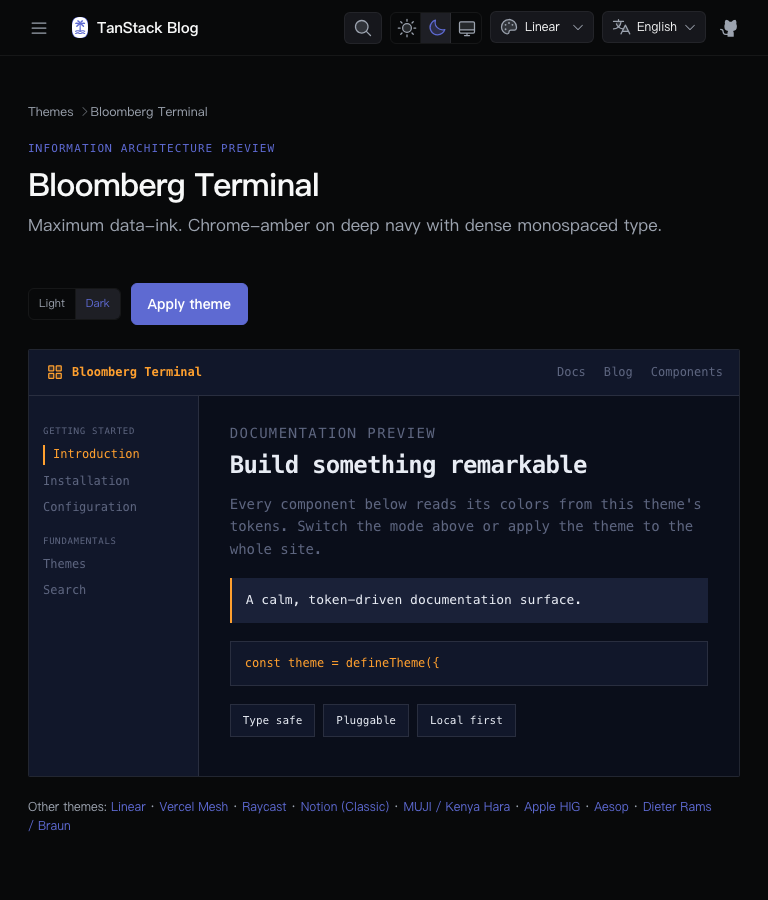 TanStack Blog
Linear
English
Themes
Bloomberg Terminal
INFORMATION ARCHITECTURE PREVIEW
Bloomberg Terminal
Maximum data-ink. Chrome-amber on deep navy with dense monospaced type.
Light
Dark
Apply theme
Bloomberg Terminal
Docs
Blog
Components
GETTING STARTED
Introduction
Installation
Configuration
FUNDAMENTALS
Themes
Search
DOCUMENTATION PREVIEW
Build something remarkable
Every component below reads its colors from this theme's
tokens. Switch the mode above or apply the theme to the
whole site.
A calm, token-driven documentation surface.
const theme = defineTheme({
Type safe
Pluggable
Local first
Other themes: Linear · Vercel Mesh · Raycast · Notion (Classic) · MUJI / Kenya Hara · Apple HIG · Aesop · Dieter Rams
/ Braun